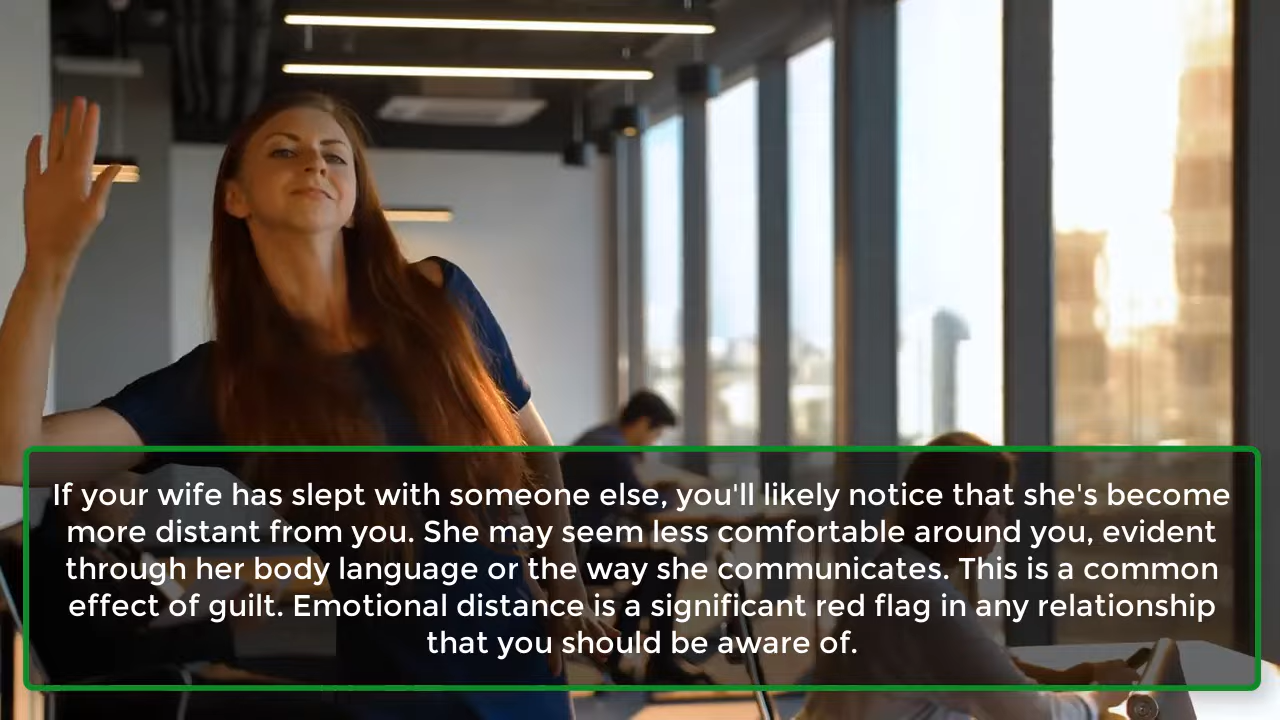 If your wife has slept with someone else, you'll likely notice that she's become
more distant from you. She may seem less comfortable around you, evident
through her body language or the way she communicates. This is a common
effect of guilt. Emotional distance is a significant red flag in any relationship
that you should be aware of.